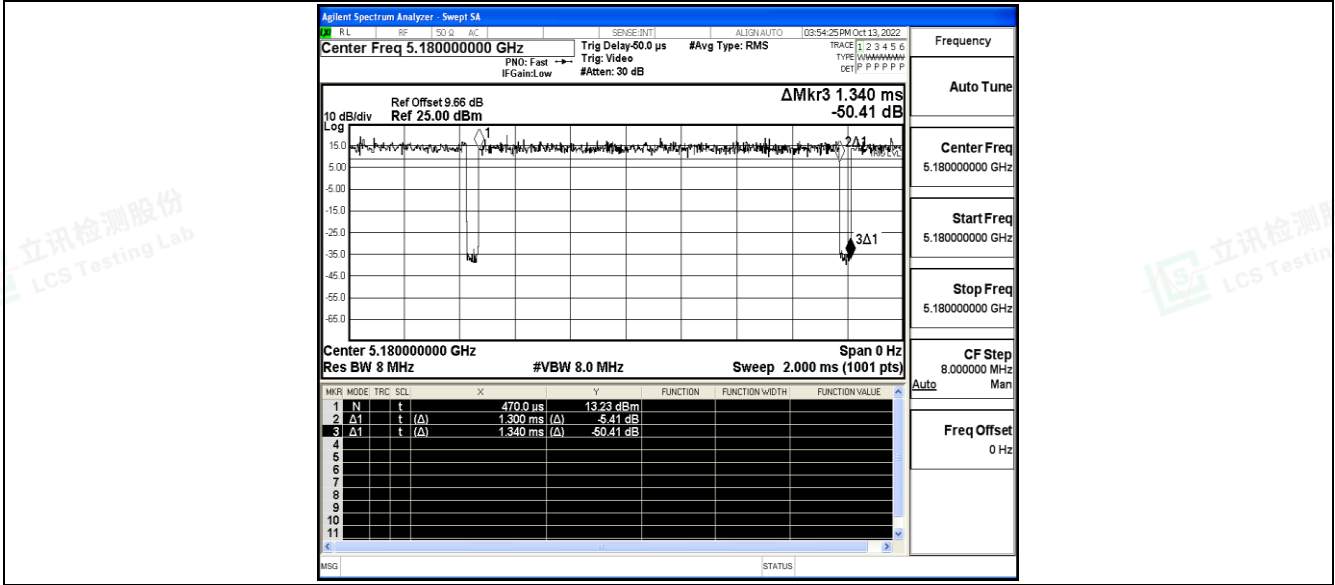 Agilent Spectrum Analyzer - Swept SA
RL RF 50 Ω AC SENSE:INT ALIGNAUTO 03:54:25 PM Oct 13, 2022
Center Freq 5.180000000 GHz
PNO: Fast
IFGain:Low
Trig Delay-50.0 µs
Trig: Video
#Atten: 30 dB
#Avg Type: RMS
TRACE 1 2 3 4 5 6
TYPE WWWWWW
DET P P P P P P
Ref Offset 9.66 dB
10 dB/div Ref 25.00 dBm
Log
ΔMkr3 1.340 ms
-50.41 dB
15.0
5.00
-5.00
-15.0
-25.0
-35.0
-45.0
-55.0
-65.0
1
2Δ1
TRIG LVL
3Δ1
Center 5.180000000 GHz Span 0 Hz
Res BW 8 MHz #VBW 8.0 MHz Sweep 2.000 ms (1001 pts)
MKR MODE TRC SCL X Y FUNCTION FUNCTION WIDTH FUNCTION VALUE
1 N t 470.0 µs 13.23 dBm
2 Δ1 t (Δ) 1.300 ms (Δ) -5.41 dB
3 Δ1 t (Δ) 1.340 ms (Δ) -50.41 dB
4
5
6
7
8
9
10
11
MSG STATUS
Frequency
Auto Tune
Center Freq
5.180000000 GHz
Start Freq
5.180000000 GHz
Stop Freq
5.180000000 GHz
CF Step
8.000000 MHz
Auto Man
Freq Offset
0 Hz
立讯检测股份
LCS Testing Lab
立讯检测
LCS Testin